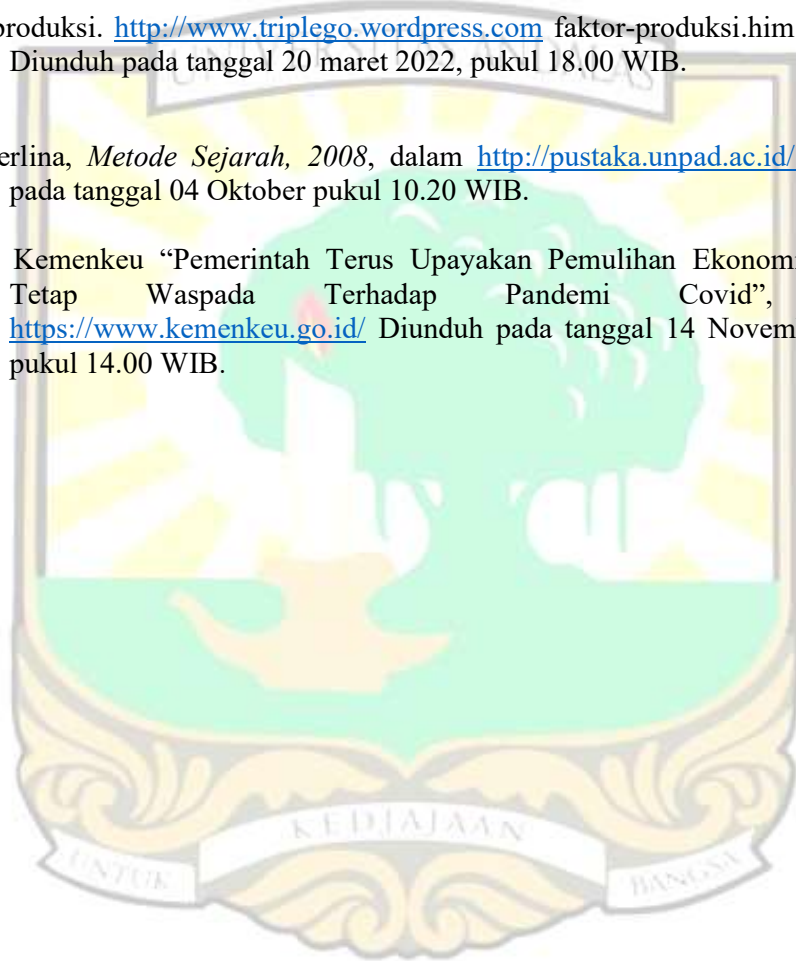 produksi. http://www.triplego.wordpress.com faktor-produksi.him
Diunduh pada tanggal 20 maret 2022, pukul 18.00 WIB.
erlina, Metode Sejarah, 2008, dalam http://pustaka.unpad.ac.id/
pada tanggal 04 Oktober pukul 10.20 WIB.
Kemenkeu “Pemerintah Terus Upayakan Pemulihan Ekonomi
Tetap Waspada Terhadap Pandemi Covid”,
https://www.kemenkeu.go.id/ Diunduh pada tanggal 14 Novem
pukul 14.00 WIB.
UNIVERSITAS ANDALAS
KEDJAJAAN
UNTUK BANGSA